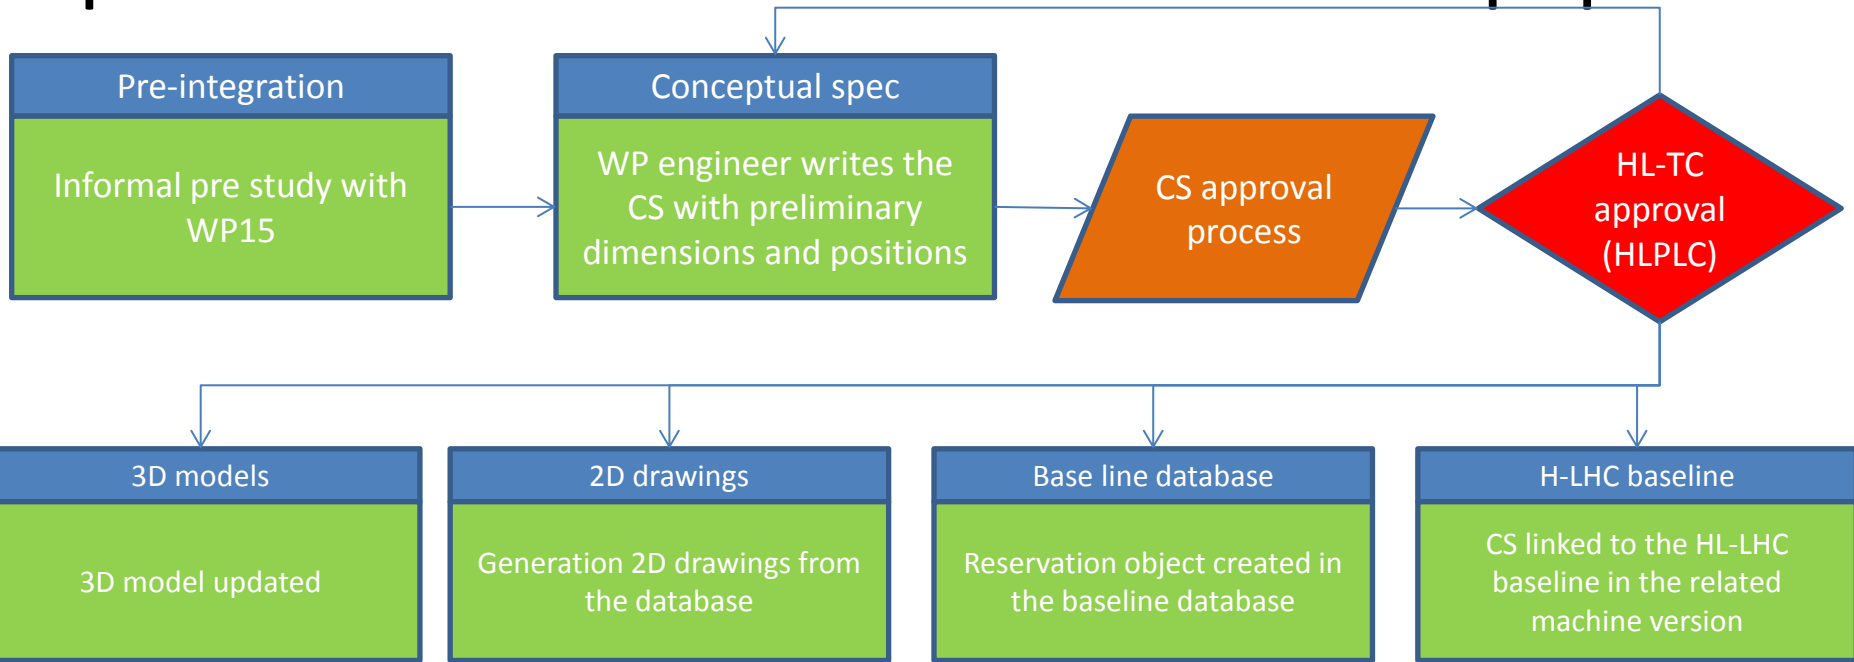 Pre-integration
Informal pre study with
WP15
Conceptual spec
WP engineer writes the
CS with preliminary
dimensions and positions
CS approval
process
HL-TC
approval
(HLPLC)
3D models
3D model updated
2D drawings
Generation 2D drawings from
the database
Base line database
Reservation object created in
the baseline database
H-LHC baseline
CS linked to the HL-LHC
baseline in the related
machine version